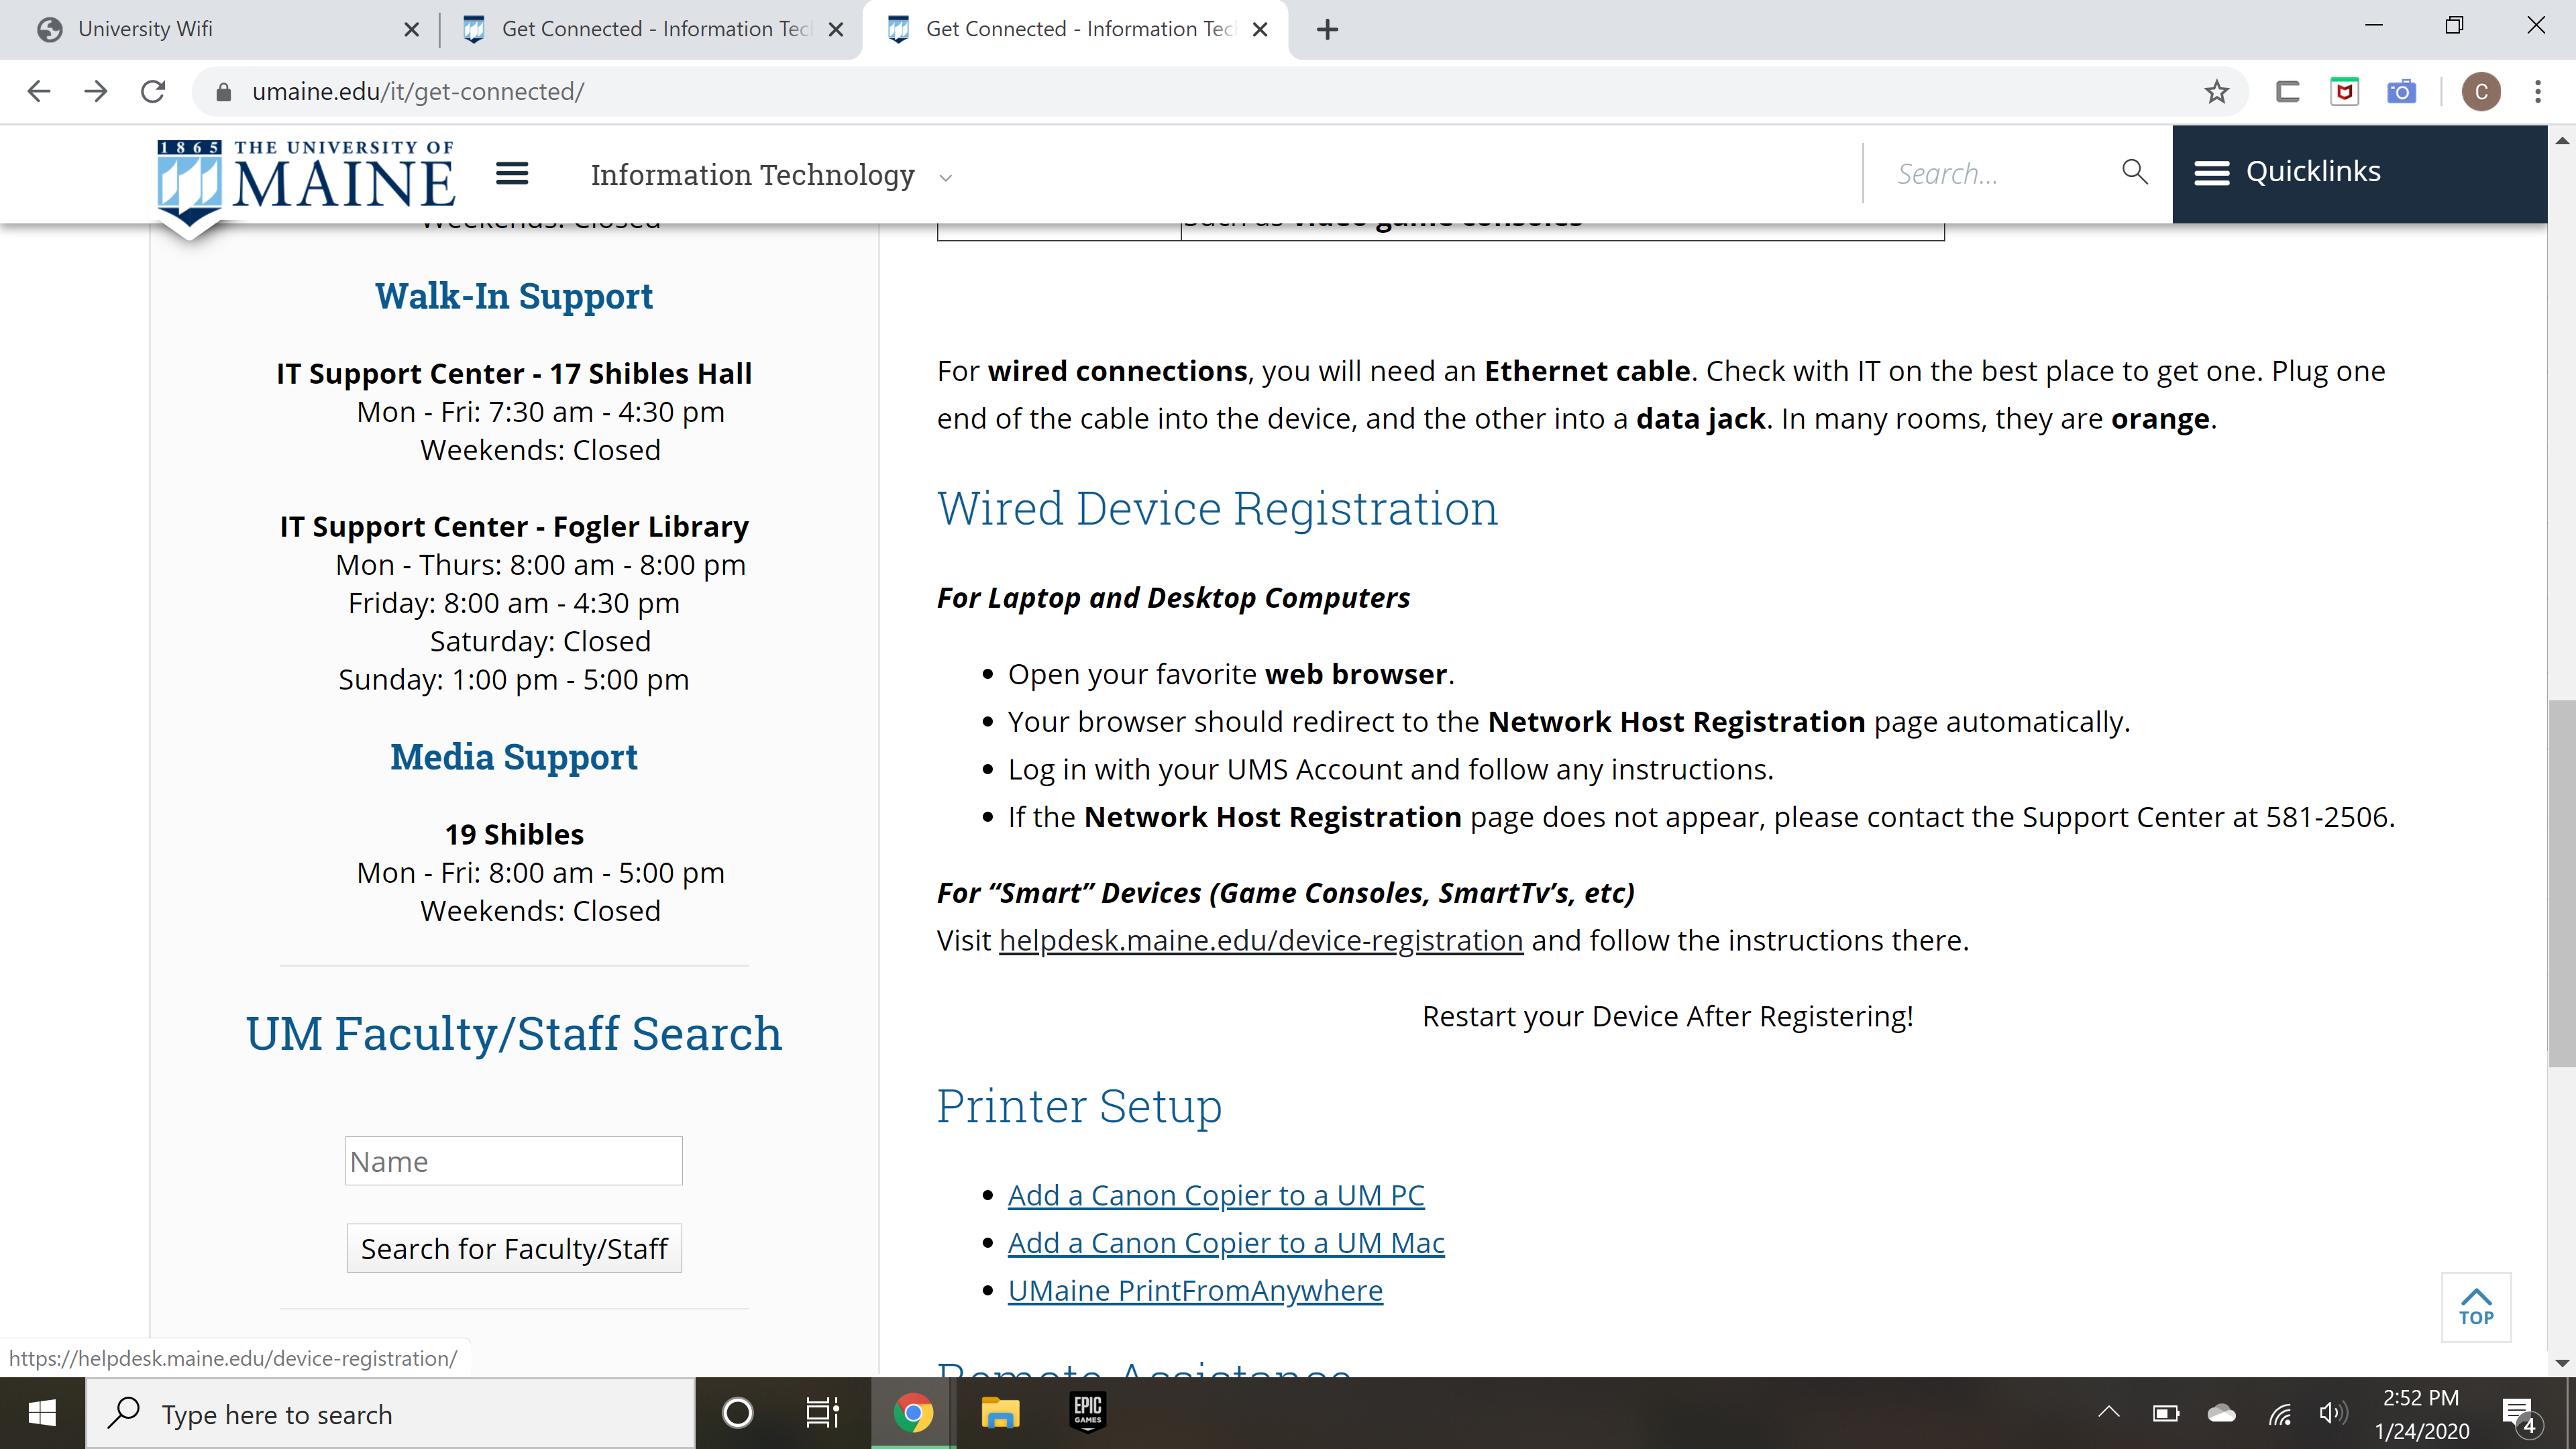 University Wifi
Get Connected - Information Tec
Get Connected - Information Tec
umaine.edu/it/get-connected/
C
1865 THE UNIVERSITY OF
MAINE
Information Technology
Search...
Quicklinks
Weekends: Closed
Walk-In Support
IT Support Center - 17 Shibles Hall
Mon - Fri: 7:30 am - 4:30 pm
Weekends: Closed
IT Support Center - Fogler Library
Mon - Thurs: 8:00 am - 8:00 pm
Friday: 8:00 am - 4:30 pm
Saturday: Closed
Sunday: 1:00 pm - 5:00 pm
Media Support
19 Shibles
Mon - Fri: 8:00 am - 5:00 pm
Weekends: Closed
UM Faculty/Staff Search
Name
Search for Faculty/Staff
such as video game consoles
For wired connections, you will need an Ethernet cable. Check with IT on the best place to get one. Plug one
end of the cable into the device, and the other into a data jack. In many rooms, they are orange.
Wired Device Registration
For Laptop and Desktop Computers
• Open your favorite web browser.
• Your browser should redirect to the Network Host Registration page automatically.
• Log in with your UMS Account and follow any instructions.
• If the Network Host Registration page does not appear, please contact the Support Center at 581-2506.
For “Smart” Devices (Game Consoles, SmartTv’s, etc)
Visit helpdesk.maine.edu/device-registration and follow the instructions there.
Restart your Device After Registering!
Printer Setup
• Add a Canon Copier to a UM PC
• Add a Canon Copier to a UM Mac
• UMaine PrintFromAnywhere
Remote Assistance
TOP
https://helpdesk.maine.edu/device-registration/
Type here to search
EPIC
GAMES
2:52 PM
1/24/2020
4